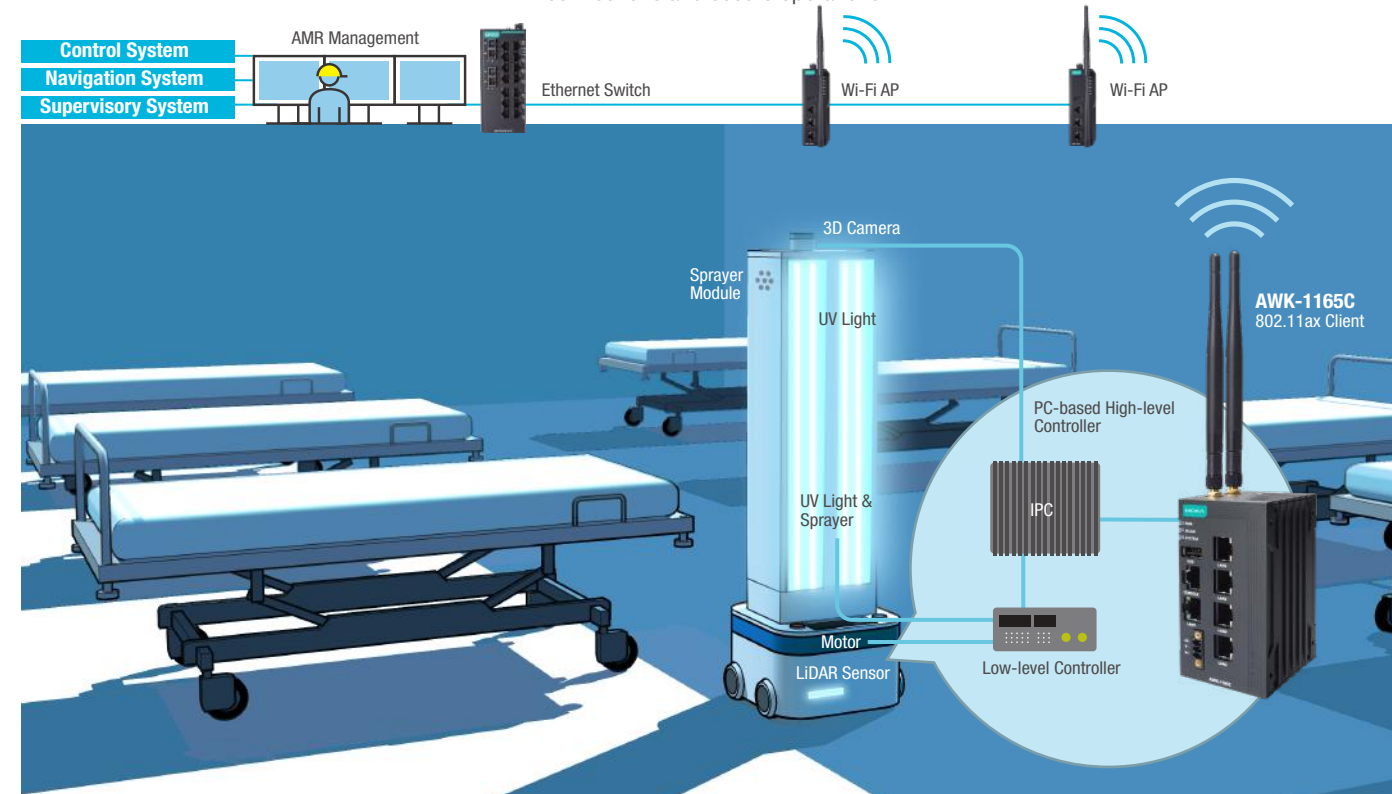 Control System
Navigation System
Supervisory System
AMR Management
Ethernet Switch
Wi-Fi AP
Wi-Fi AP
3D Camera
Sprayer
Module
UV Light
AWK-1165C
802.11ax Client
PC-based High-level
Controller
IPC
UV Light &
Sprayer
Motor
LiDAR Sensor
Low-level Controller